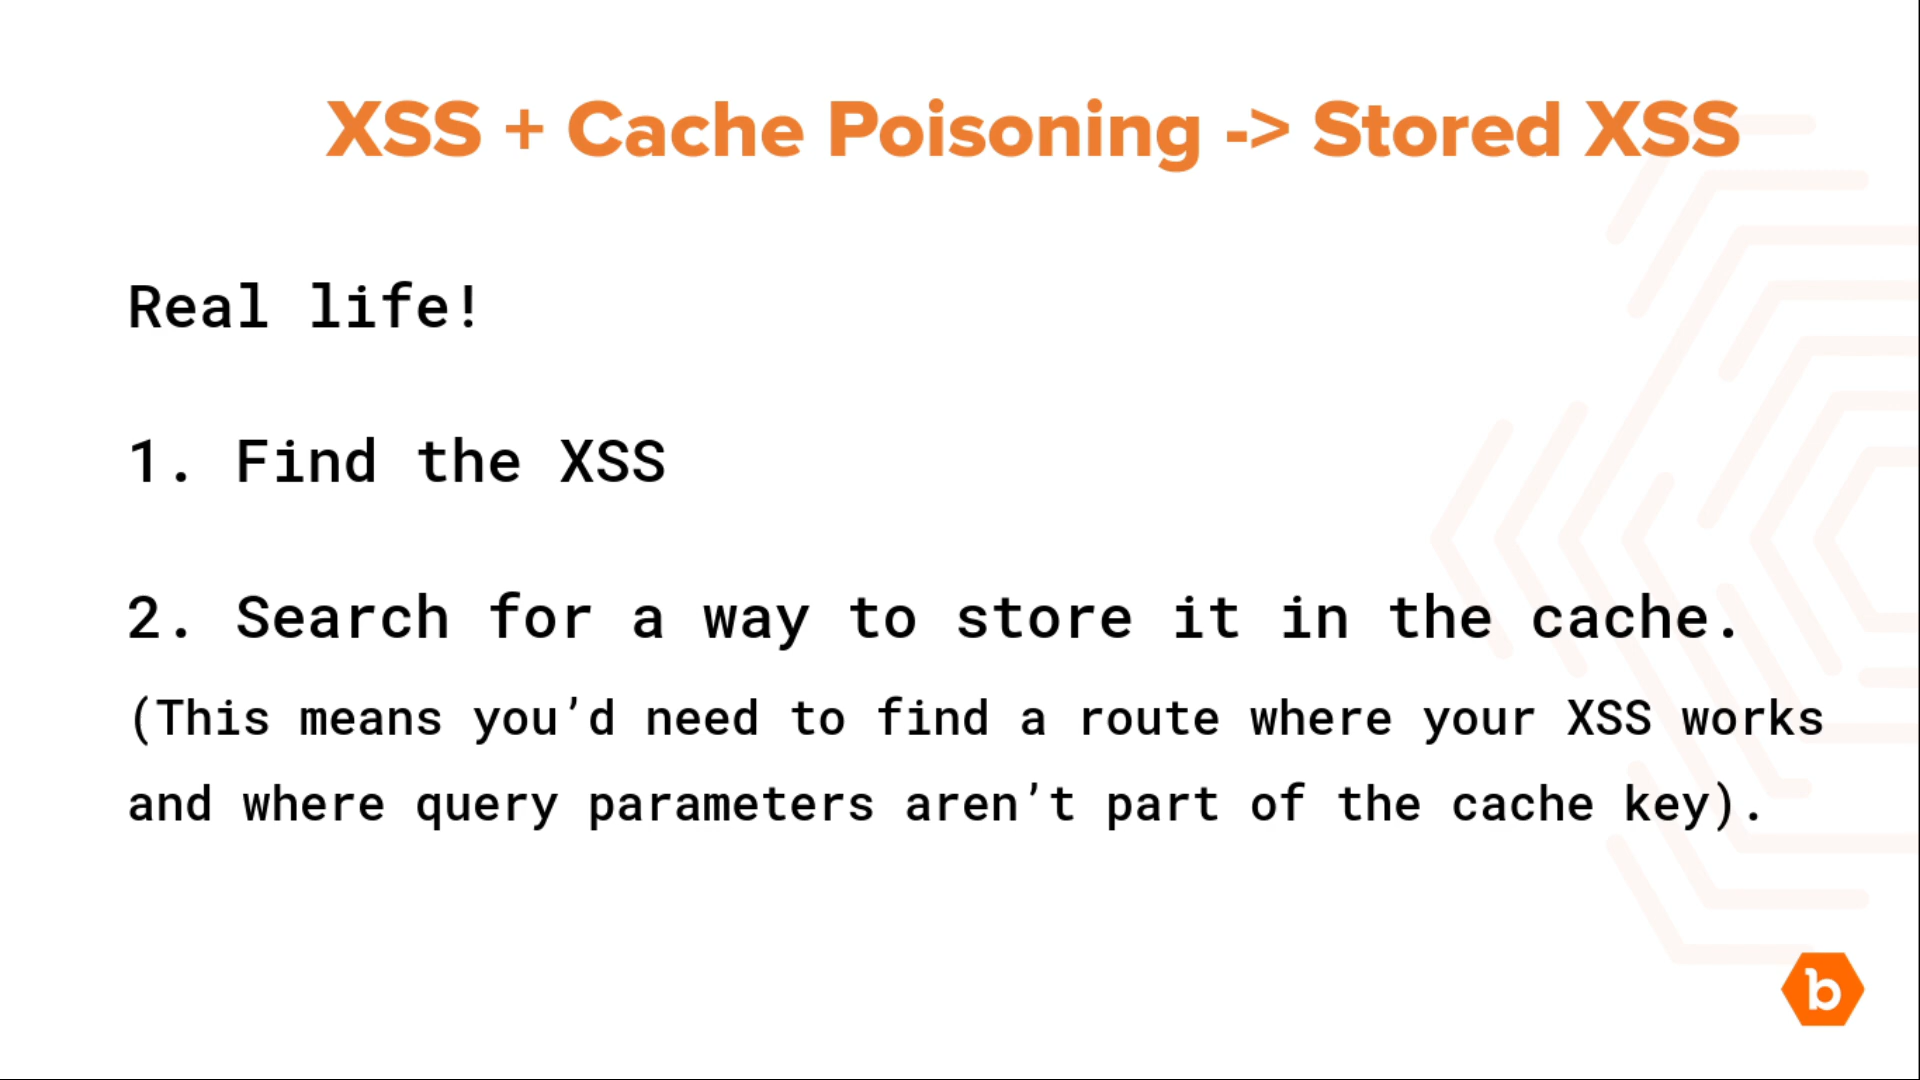 XSS + Cache Poisoning -> Stored XSS
Real life!
1. Find the XSS
2. Search for a way to store it in the cache.
(This means you’d need to find a route where your XSS works
and where query parameters aren’t part of the cache key).
b